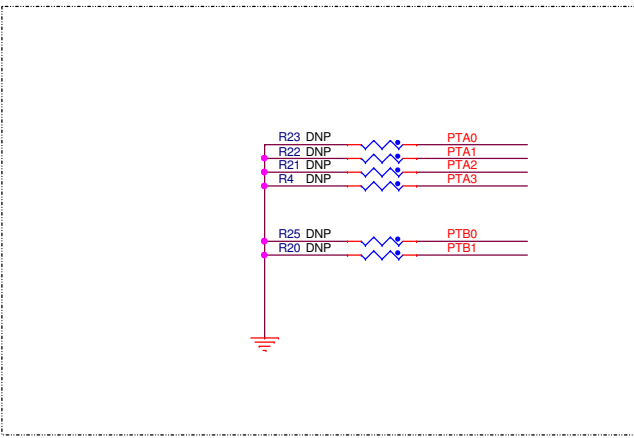 R23 DNP PTA0
R22 DNP PTA1
R21 DNP PTA2
R4 DNP PTA3
R25 DNP PTB0
R20 DNP PTB1